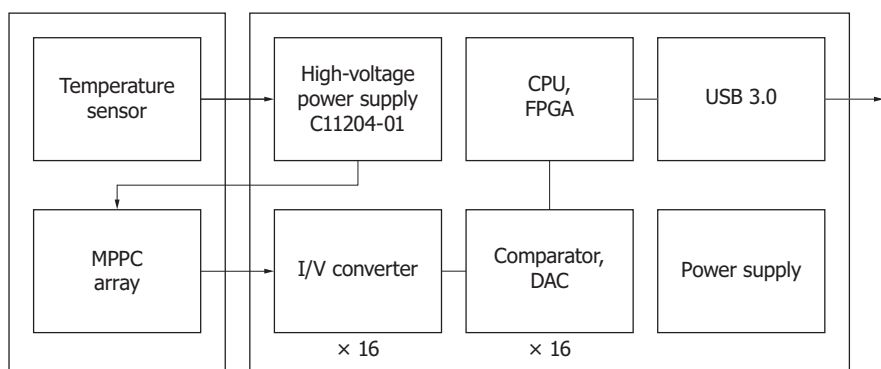 Temperature
sensor
High-voltage
power supply
C11204-01
CPU,
FPGA
USB 3.0
MPPC
array
I/V converter
Comparator,
DAC
Power supply
× 16
× 16